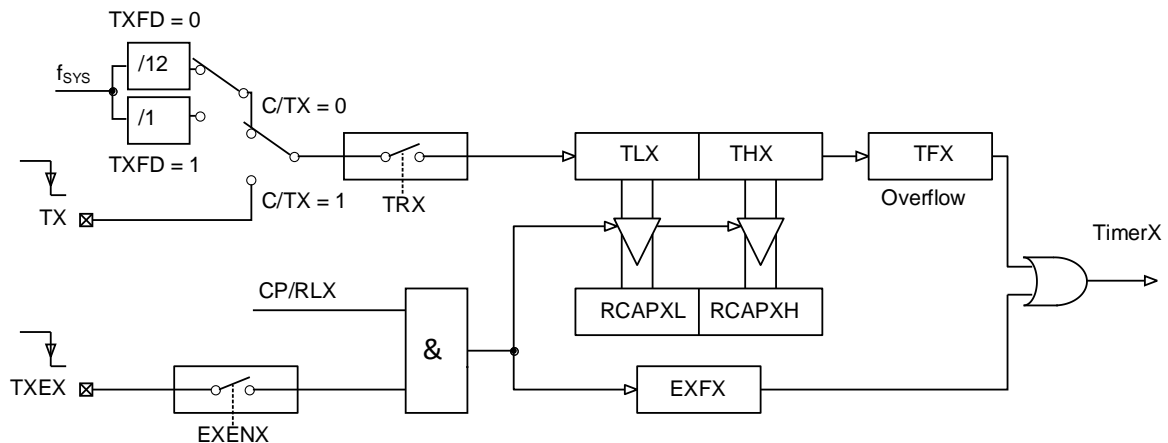 TXFD = 0
/12
fSYS
/1
C/TX = 0
TXFD = 1
TX
C/TX = 1
TRX
TLX
THX
TFX
Overflow
TimerX
CP/RLX
RCAPXL
RCAPXH
&
TXEX
EXENX
EXFX